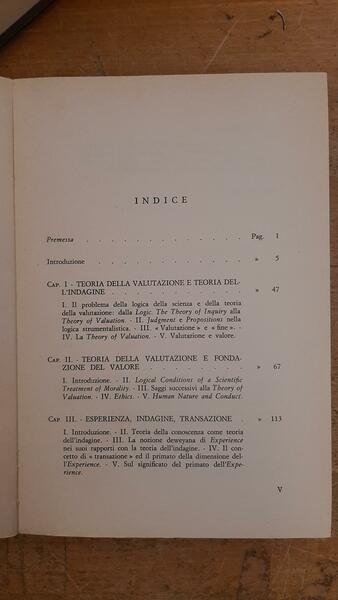 INDICE
Premessa . . . . . . . . . . . . Pag. 1
Introduzione . . . . . . . . . . . » 5
CAP. I - TEORIA DELLA VALUTAZIONE E TEORIA DEL-
L'INDAGINE . . . . . . . . . . » 47
I. Il problema della logica della scienza e della teoria
della valutazione: dalla Logic. The Theory of Inquiry alla
Theory of Valuation. - II. Judgment e Propositions nella
logica strumentalistica. - III. « Valutazione » e « fine ». -
IV. La Theory of Valuation. - V. Valutazione e valore.
CAP. II. - TEORIA DELLA VALUTAZIONE E FONDA-
ZIONE DEL VALORE . . . . . . . » 67
I. Introduzione. - II. Logical Conditions of a Scientific
Treatment of Morality. - III. Saggi successivi alla Theory of
Valuation. - IV. Ethics. - V. Human Nature and Conduct.
CAP. III. - ESPERIENZA, INDAGINE, TRANSAZIONE . » 113
I. Introduzione. - II. Teoria della conoscenza come teoria
dell'indagine. - III. La nozione deweyana di Experience
nei suoi rapporti con la teoria dell'indagine. - IV. Il con-
cetto di « transazione » ed il primato della dimensione del-
l'Experience. - V. Sul significato del primato dell'Expe-
rience.
V